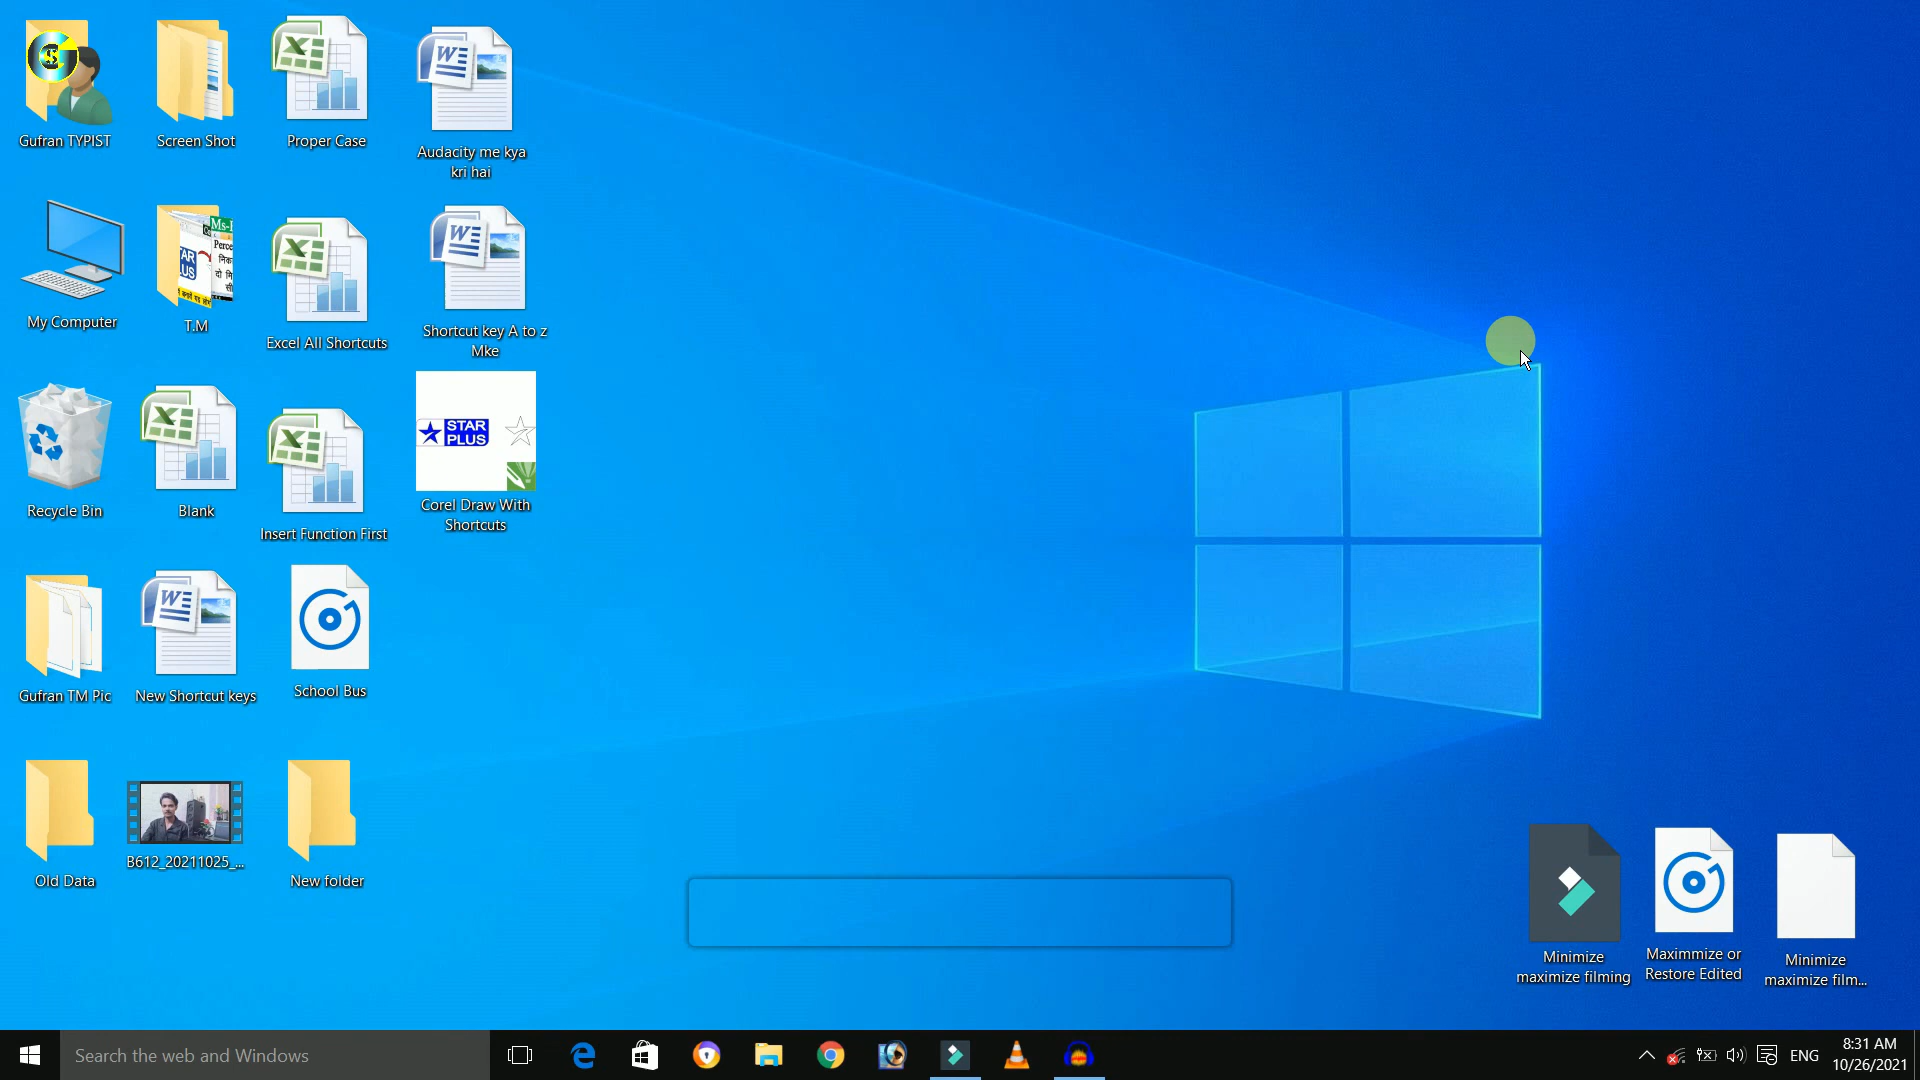 Gufran TYPIST
Screen Shot
Proper Case
Audacity me kya
kri hai
My Computer
T.M
Excel All Shortcuts
Shortcut key A to z
Mke
STAR
PLUS
Recycle Bin
Blank
Insert Function First
Corel Draw With
Shortcuts
Gufran TM Pic
New Shortcut keys
School Bus
Old Data
B612_20211025_...
New folder
Minimize
maximize filming
Maximmize or
Restore Edited
Minimize
maximize film...
Search the web and Windows
ENG
8:31 AM
10/26/2021